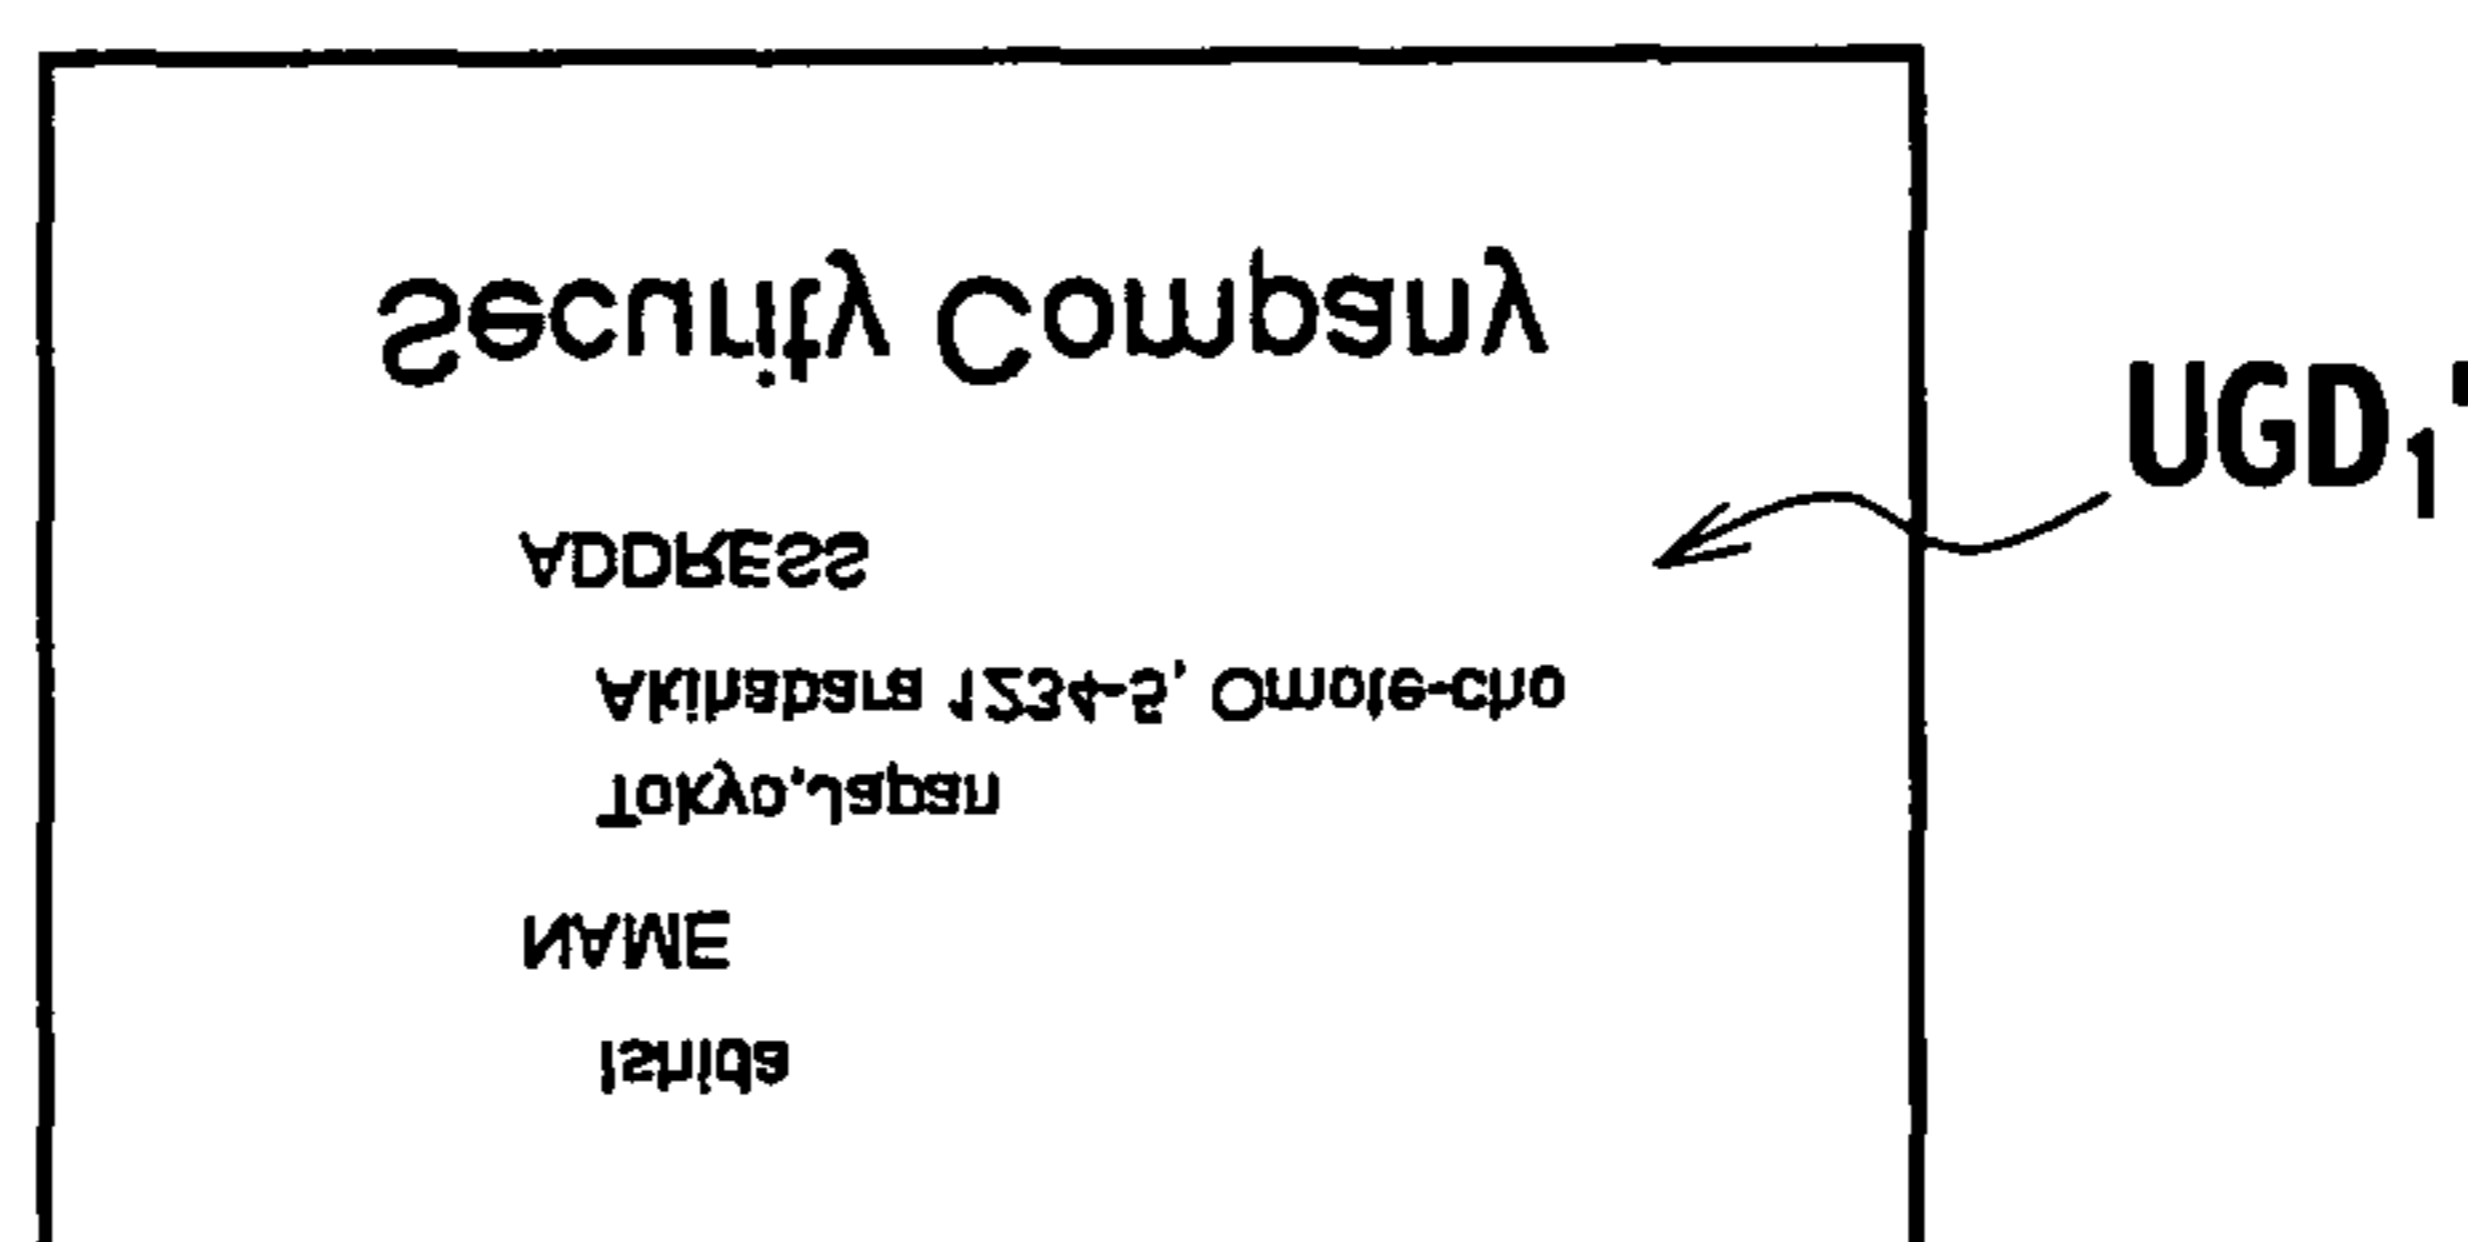 Security Company
UGD1'
ADDRESS
Akihabara 1234-5, Omote-cho
Tokyo,Japan
NAME
Ishida